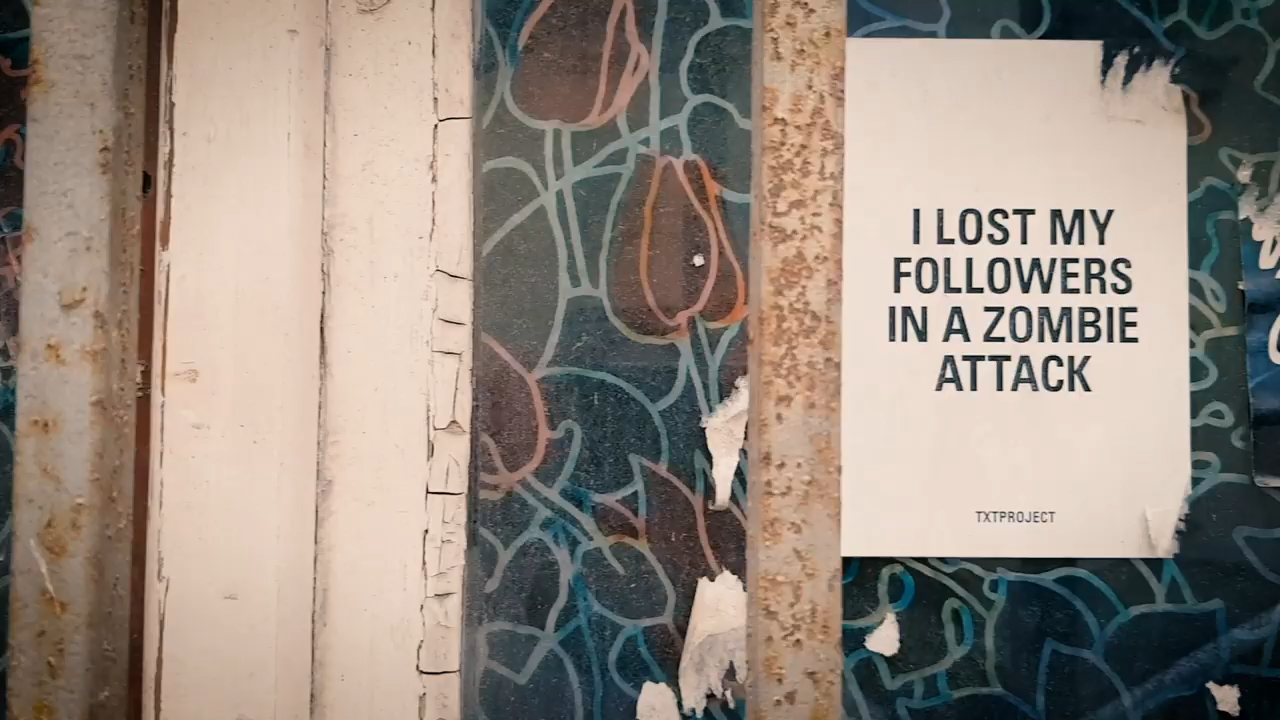 I LOST MY
FOLLOWERS
IN A ZOMBIE
ATTACK
TXTPROJECT